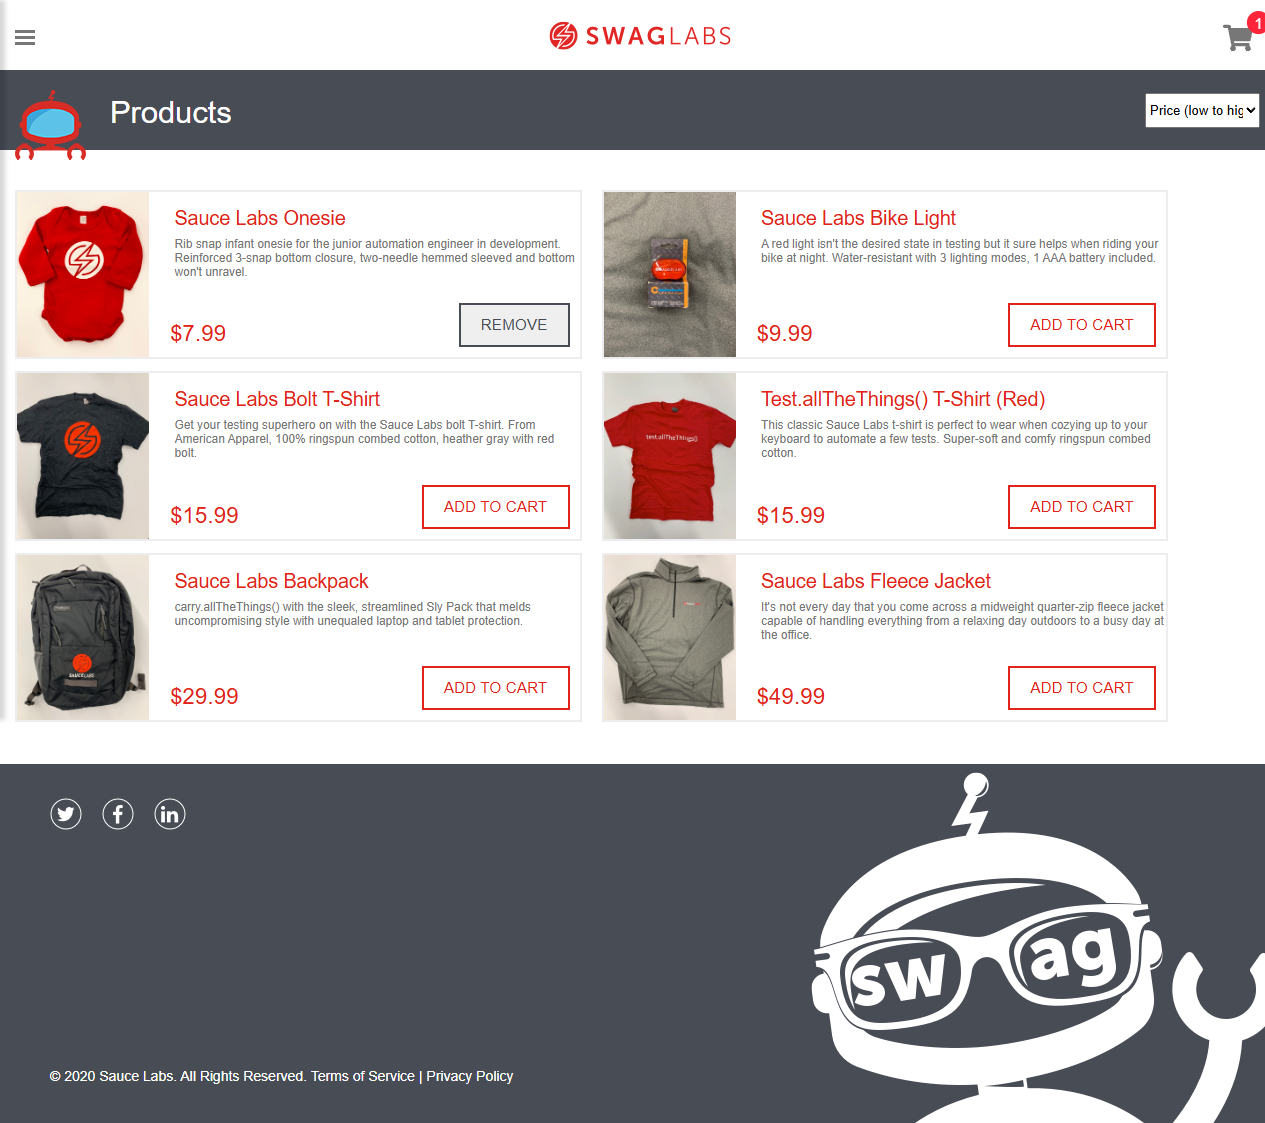 SWAGLABS
1
Products
Price (low to hig
Sauce Labs Onesie
Rib snap infant onesie for the junior automation engineer in development.
Reinforced 3-snap bottom closure, two-needle hemmed sleeved and bottom
won't unravel.
$7.99
REMOVE
Sauce Labs Bike Light
A red light isn't the desired state in testing but it sure helps when riding your
bike at night. Water-resistant with 3 lighting modes, 1 AAA battery included.
$9.99
ADD TO CART
Sauce Labs Bolt T-Shirt
Get your testing superhero on with the Sauce Labs bolt T-shirt. From
American Apparel, 100% ringspun combed cotton, heather gray with red
bolt.
$15.99
ADD TO CART
test.allTheThings()
Test.allTheThings() T-Shirt (Red)
This classic Sauce Labs t-shirt is perfect to wear when cozying up to your
keyboard to automate a few tests. Super-soft and comfy ringspun combed
cotton.
$15.99
ADD TO CART
SAUCELABS
Sauce Labs Backpack
carry.allTheThings() with the sleek, streamlined Sly Pack that melds
uncompromising style with unequaled laptop and tablet protection.
$29.99
ADD TO CART
Sauce Labs Fleece Jacket
It's not every day that you come across a midweight quarter-zip fleece jacket
capable of handling everything from a relaxing day outdoors to a busy day at
the office.
$49.99
ADD TO CART
sw ag
© 2020 Sauce Labs. All Rights Reserved. Terms of Service | Privacy Policy